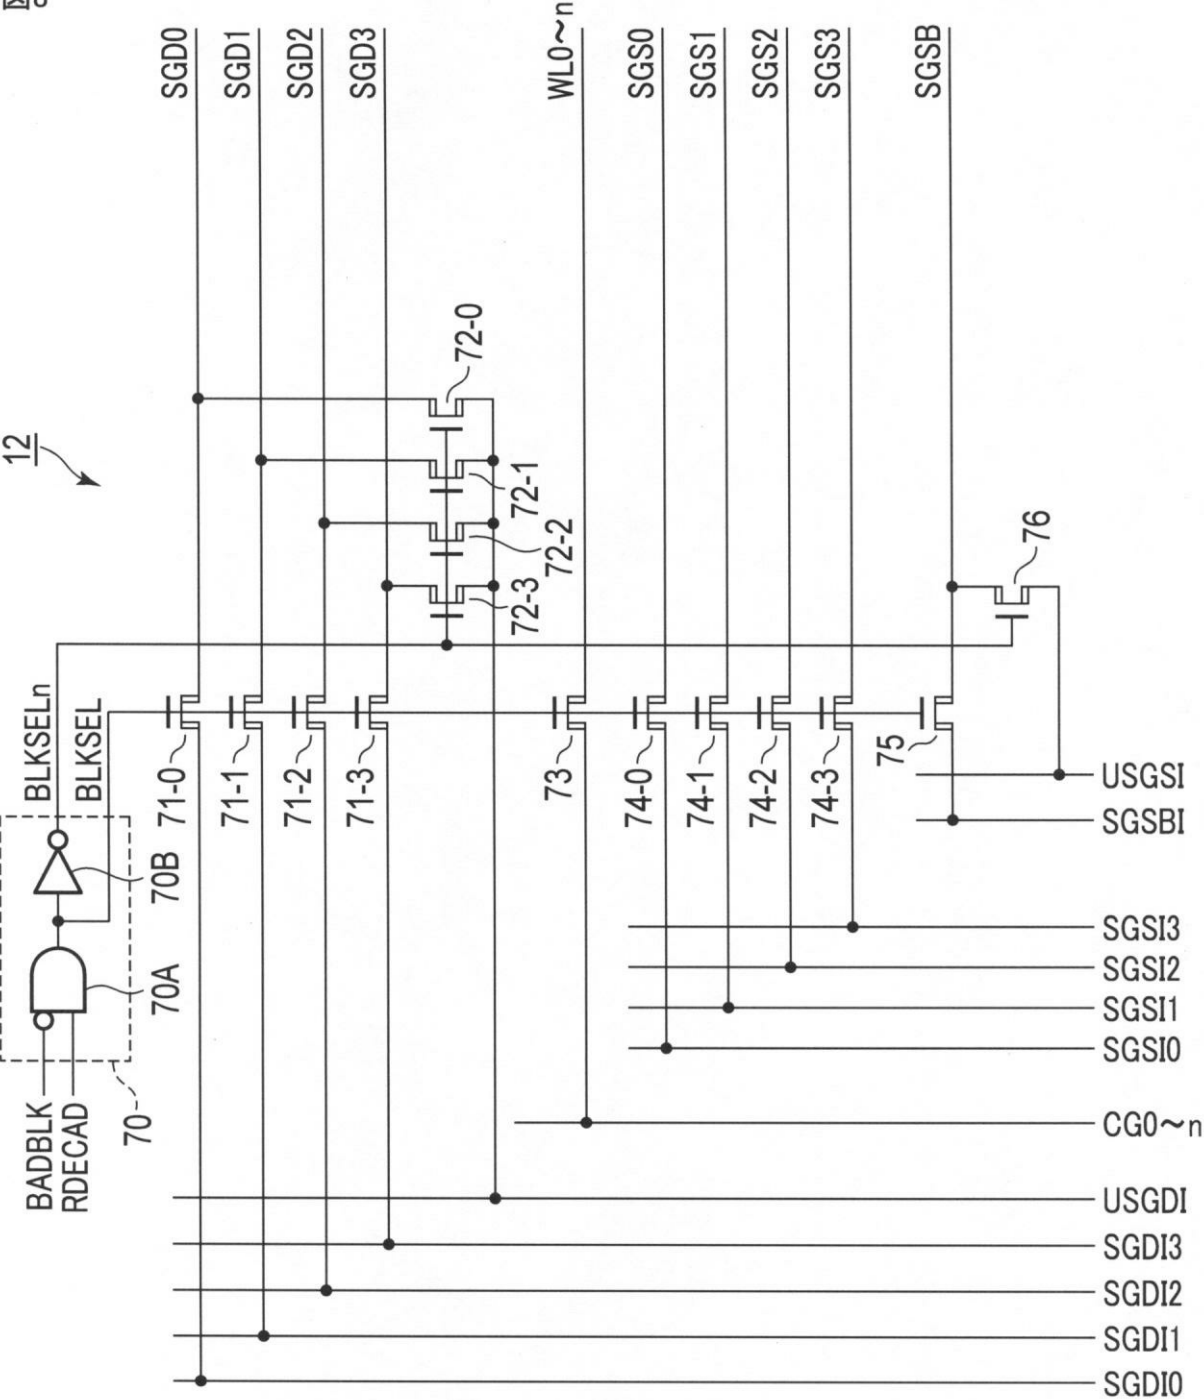 12
SGD0
SGD1
SGD2
SGD3
WL0~n
SGS0
SGS1
SGS2
SGS3
SGSB
72-0
72-1
72-2
72-3
76
BLKSELn
BLKSEL
71-0
71-1
71-2
71-3
73
74-0
74-1
74-2
74-3
75
70B
70A
BADBLK
RDECAD
70
USGSI
SGSBI
SGSI3
SGSI2
SGSI1
SGSI0
CG0~n
USGDI
SGDI3
SGDI2
SGDI1
SGDI0